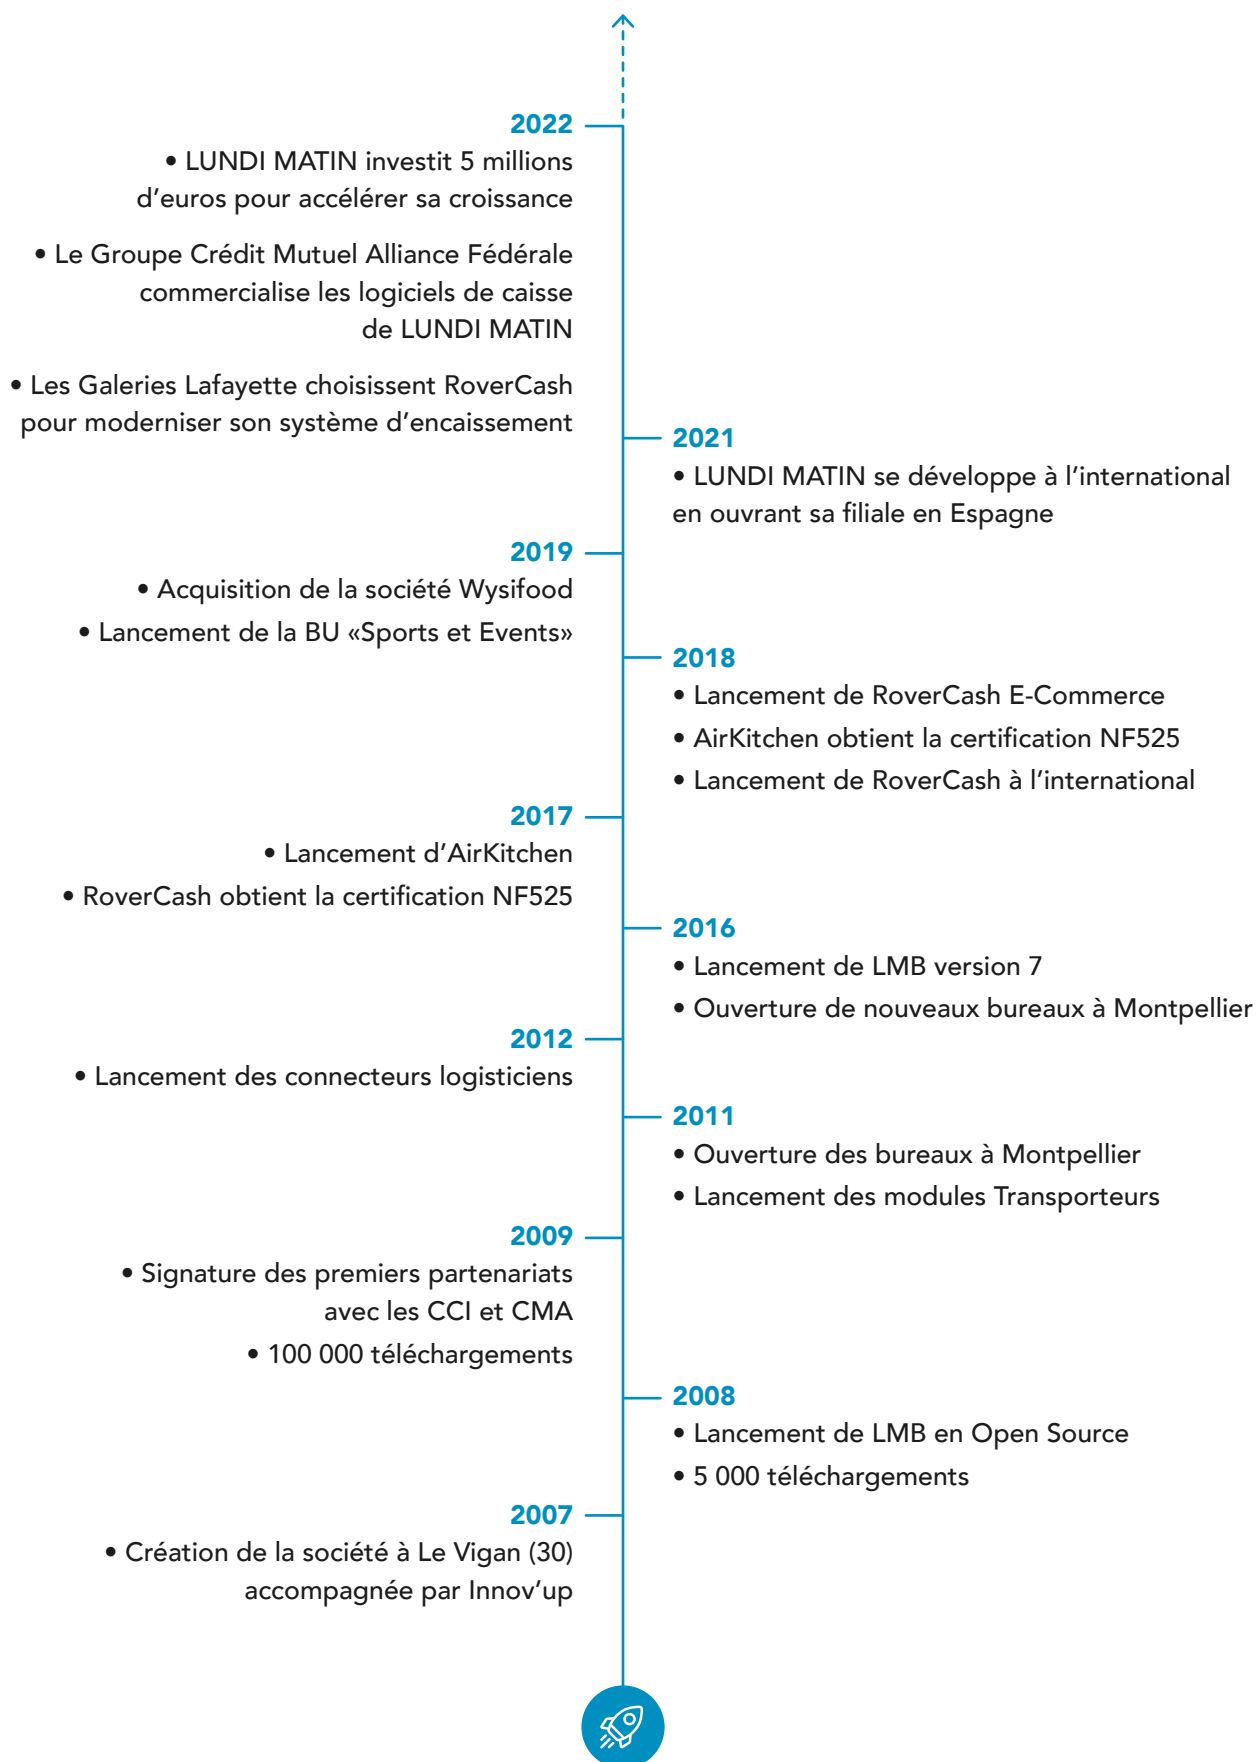 2022
• LUNDI MATIN investit 5 millions
d’euros pour accélérer sa croissance
• Le Groupe Crédit Mutuel Alliance Fédérale
commercialise les logiciels de caisse
de LUNDI MATIN
• Les Galeries Lafayette choisissent RoverCash
pour moderniser son système d’encaissement
2021
• LUNDI MATIN se développe à l’international
en ouvrant sa filiale en Espagne
2019
• Acquisition de la société Wysifood
• Lancement de la BU «Sports et Events»
2018
• Lancement de RoverCash E-Commerce
• AirKitchen obtient la certification NF525
• Lancement de RoverCash à l’international
2017
• Lancement d’AirKitchen
• RoverCash obtient la certification NF525
2016
• Lancement de LMB version 7
• Ouverture de nouveaux bureaux à Montpellier
2012
• Lancement des connecteurs logisticiens
2011
• Ouverture des bureaux à Montpellier
• Lancement des modules Transporteurs
2009
• Signature des premiers partenariats
avec les CCI et CMA
• 100 000 téléchargements
2008
• Lancement de LMB en Open Source
• 5 000 téléchargements
2007
• Création de la société à Le Vigan (30)
accompagnée par Innov’up